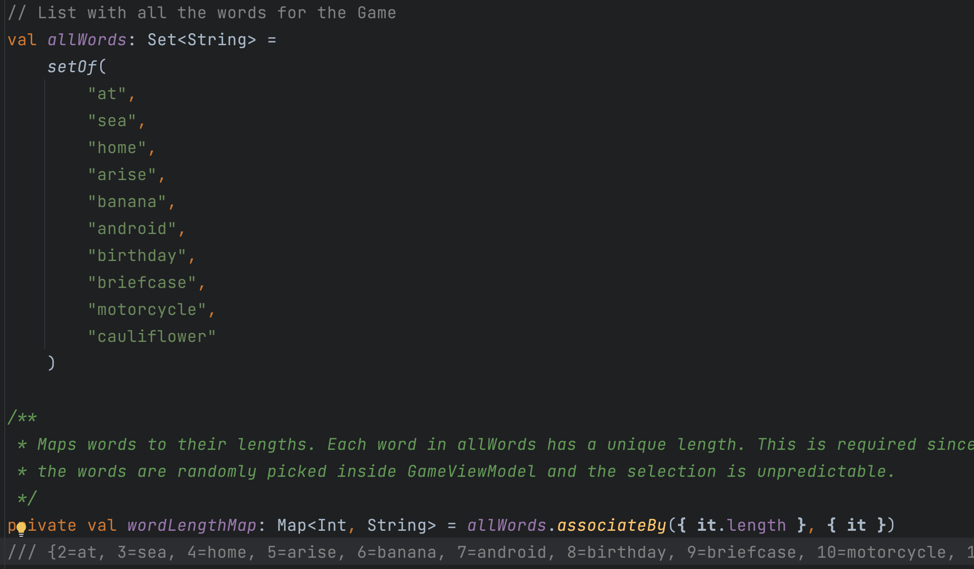 // List with all the words for the Game
val allWords: Set<String> =
setOf(
"at",
"sea",
"home",
"arise",
"banana",
"android",
"birthday",
"briefcase",
"motorcycle",
"cauliflower"
)
/**
* Maps words to their lengths. Each word in allWords has a unique length. This is required since
* the words are randomly picked inside GameViewModel and the selection is unpredictable.
*/
private val wordLengthMap: Map<Int, String> = allWords.associateBy({ it.length }, { it })
/// {2=at, 3=sea, 4=home, 5=arise, 6=banana, 7=android, 8=birthday, 9=briefcase, 10=motorcycle, 1